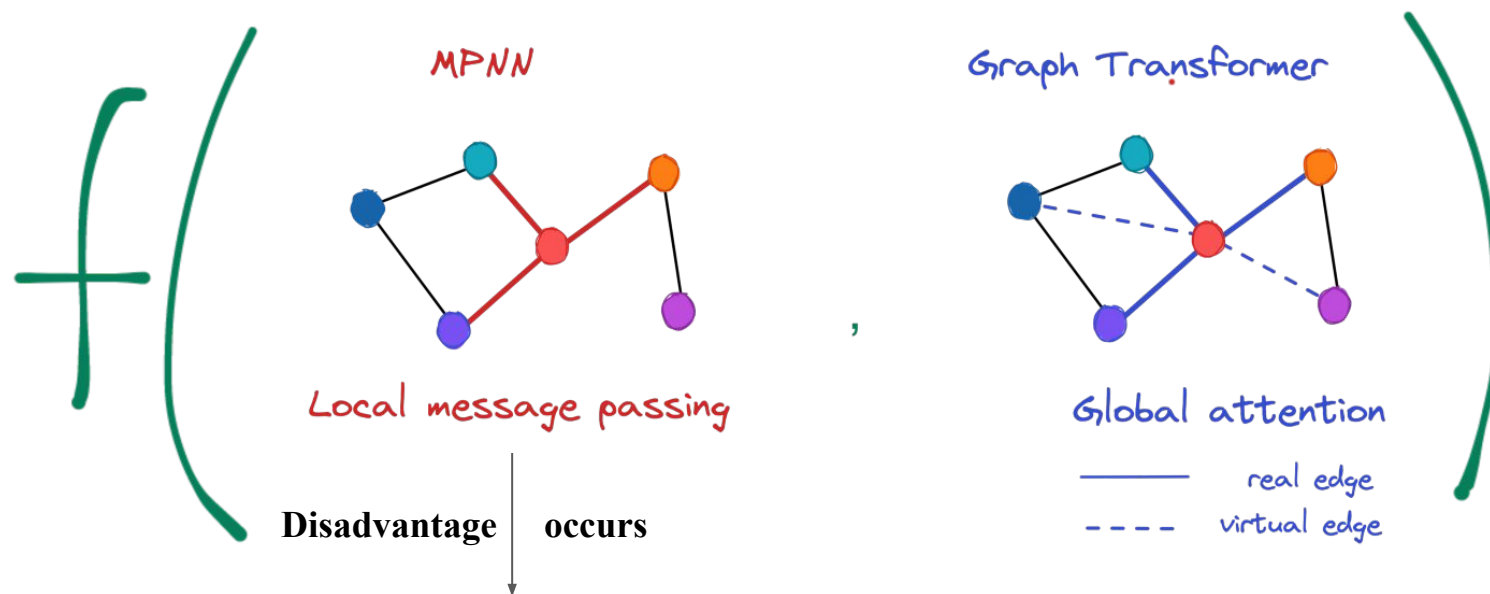 f( MPNN , Graph Transformer )
Local message passing
Global attention
real edge
virtual edge
Disadvantage occurs